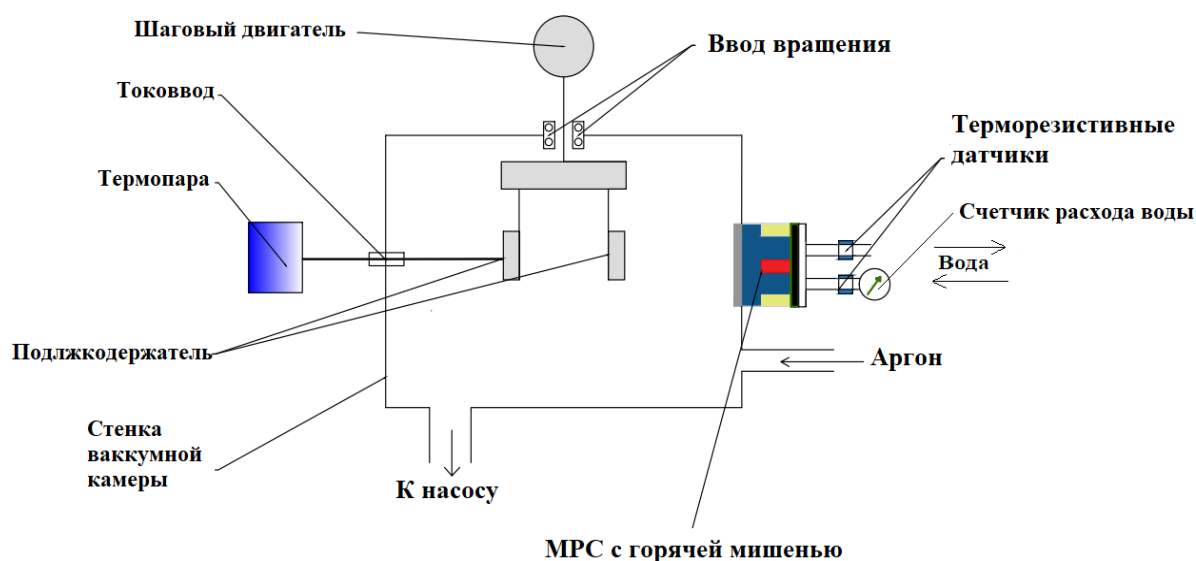 Шаговый двигатель
Ввод вращения
Токоввод
Терморезистивные
датчики
Термопара
Счетчик расхода воды
Вода
Подлжкодержатель
Аргон
Стенка
ваккумной
камеры
К насосу
МРС с горячей мишенью